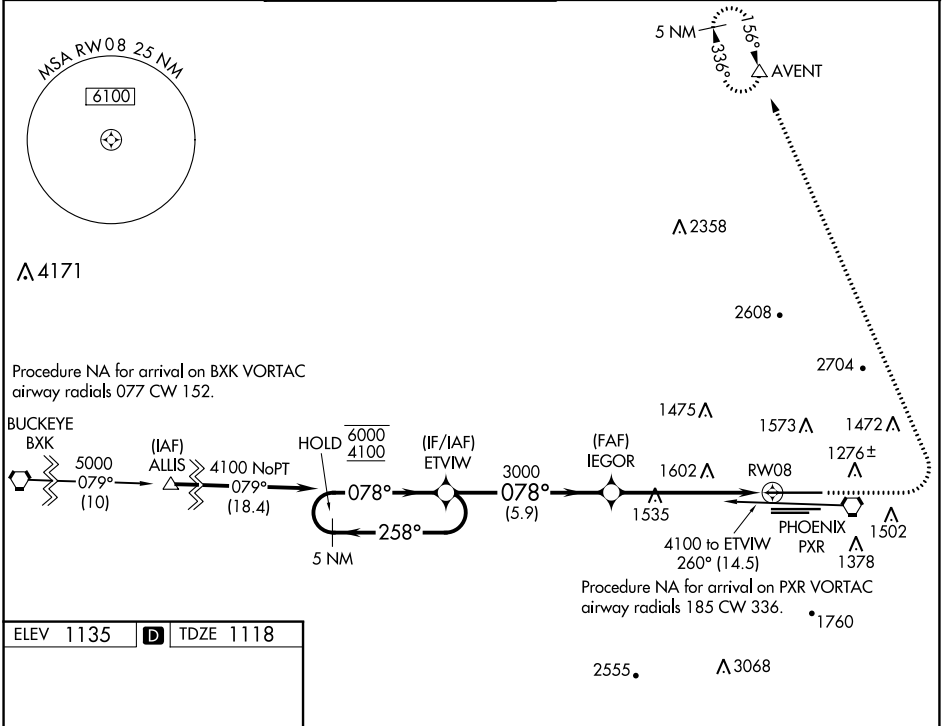 MSA RW08 25 NM
6100
5 NM
336°
156°
AVENT
2358
4171
2608
2704
Procedure NA for arrival on BXK VORTAC
airway radials 077 CW 152.
BUCKEYE
BXK
5000
079°
(10)
(IAF)
ALLIS
4100 NoPT
079°
(18.4)
HOLD
6000
4100
078°
258°
5 NM
(IF/IAF)
ETVIW
3000
078°
(5.9)
(FAF)
IEGOR
1475
1573
1472
1276±
1602
RW08
1535
PHOENIX
PXR
1502
1378
4100 to ETVIW
260° (14.5)
Procedure NA for arrival on PXR VORTAC
airway radials 185 CW 336.
1760
2555
3068
ELEV 1135 D TDZE 1118